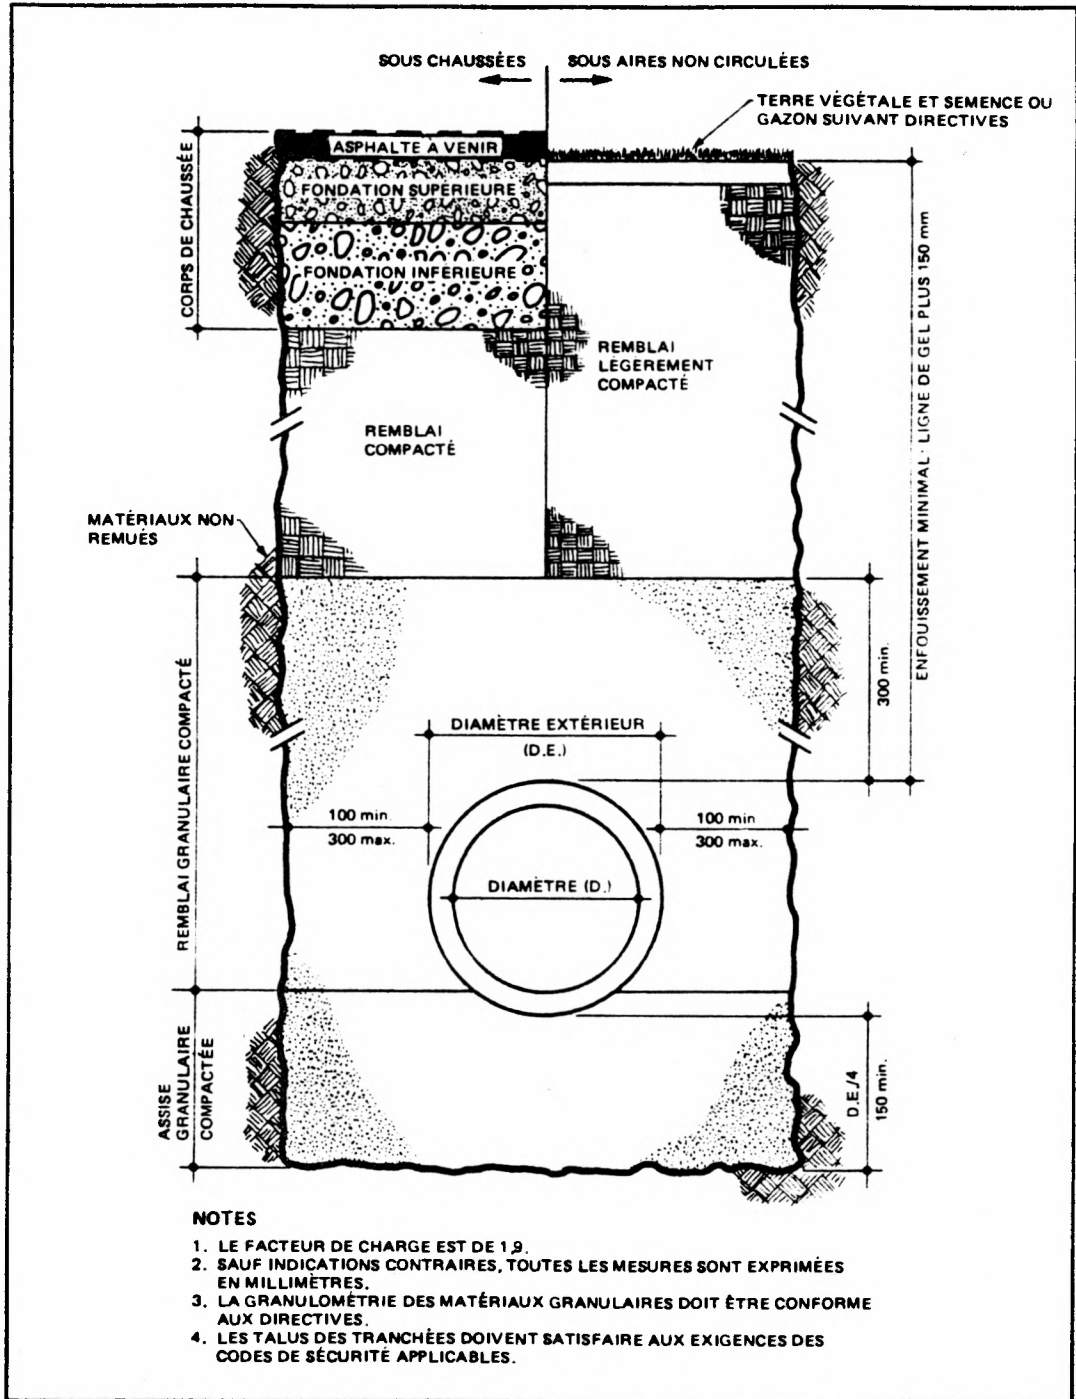 SOUS CHAUSSÉES
SOUS AIRES NON CIRCULÉES
TERRE VÉGÉTALE ET SEMENCE OU
GAZON SUIVANT DIRECTIVES
CORPS DE CHAUSSÉE
ASPHALTE À VENIR
FONDATION SUPÉRIEURE
FONDATION INFÉRIEURE
REMBLAI
LÉGEREMENT
COMPACTÉ
REMBLAI
COMPACTÉ
ENFOUISSEMENT MINIMAL · LIGNE DE GEL PLUS 150 mm
MATÉRIAUX NON
REMUÉS
REMBLAI GRANULAIRE COMPACTÉ
300 min.
DIAMÈTRE EXTÉRIEUR
(D.E.)
100 min.
300 max.
100 min
300 max.
DIAMÈTRE (D.)
ASSISE
GRANULAIRE
COMPACTÉE
D.E./4
150 min.
NOTES
1. LE FACTEUR DE CHARGE EST DE 1,9.
2. SAUF INDICATIONS CONTRAIRES, TOUTES LES MESURES SONT EXPRIMÉES
EN MILLIMÈTRES.
3. LA GRANULOMÉTRIE DES MATÉRIAUX GRANULAIRES DOIT ÊTRE CONFORME
AUX DIRECTIVES.
4. LES TALUS DES TRANCHÉES DOIVENT SATISFAIRE AUX EXIGENCES DES
CODES DE SÉCURITÉ APPLICABLES.